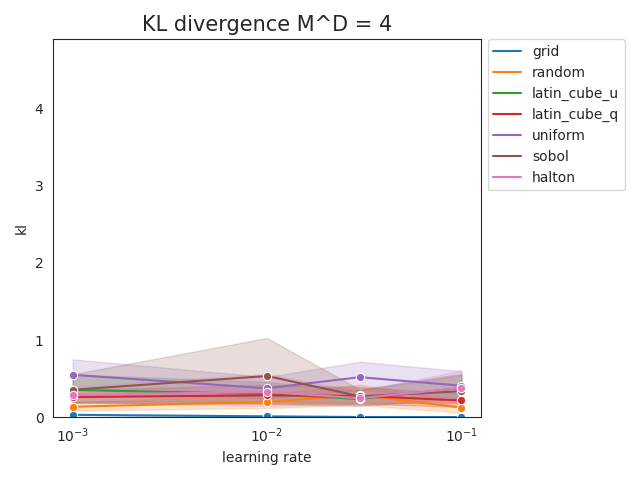 KL divergence M^D = 4
grid
random
latin_cube_u
latin_cube_q
uniform
sobol
halton
4
3
2
1
0
kl
10⁻³
10⁻²
10⁻¹
learning rate